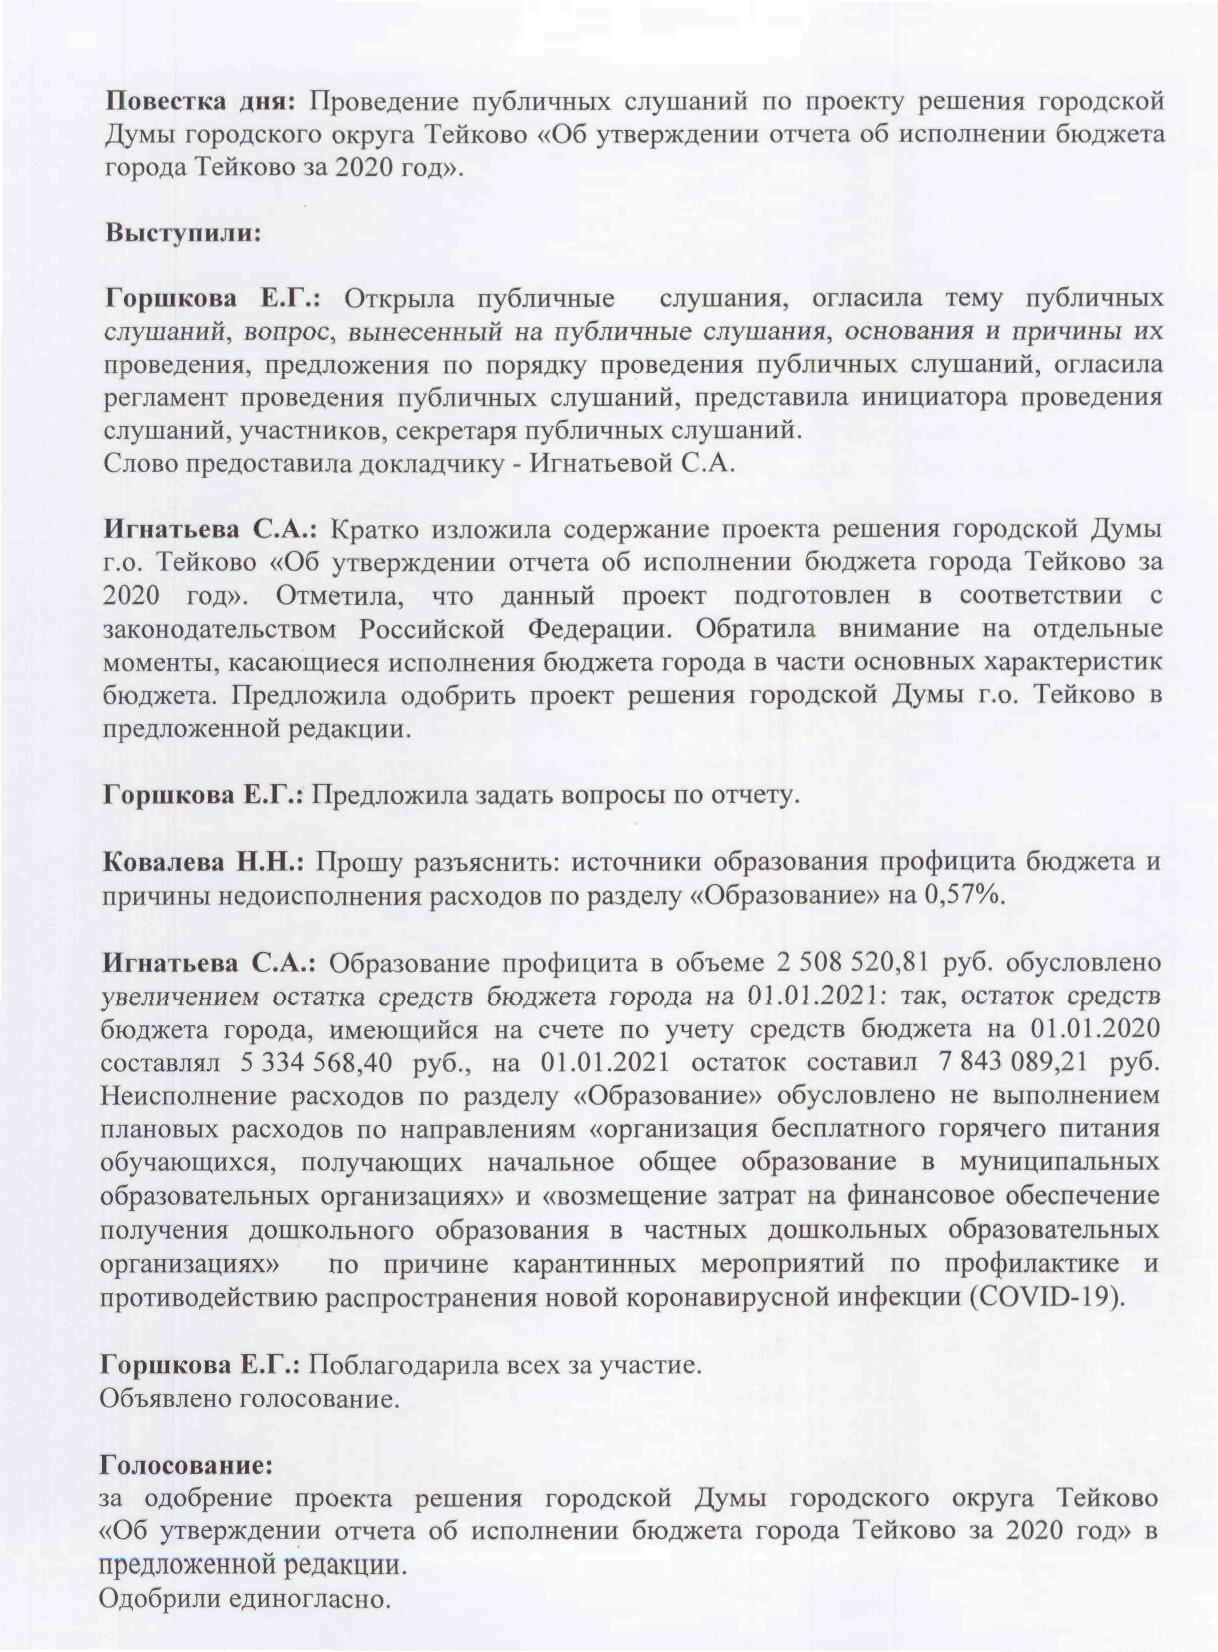 Повестка дня: Проведение публичных слушаний по проекту решения городской
Думы городского округа Тейково «Об утверждении отчета об исполнении бюджета
города Тейково за 2020 год».
Выступили:
Горшкова Е.Г.: Открыла публичные слушания, огласила тему публичных
слушаний, вопрос, вынесенный на публичные слушания, основания и причины их
проведения, предложения по порядку проведения публичных слушаний, огласила
регламент проведения публичных слушаний, представила инициатора проведения
слушаний, участников, секретаря публичных слушаний.
Слово предоставила докладчику - Игнатьевой С.А.
Игнатьева С.А.: Кратко изложила содержание проекта решения городской Думы
г.о. Тейково «Об утверждении отчета об исполнении бюджета города Тейково за
2020 год». Отметила, что данный проект подготовлен в соответствии с
законодательством Российской Федерации. Обратила внимание на отдельные
моменты, касающиеся исполнения бюджета города в части основных характеристик
бюджета. Предложила одобрить проект решения городской Думы г.о. Тейково в
предложенной редакции.
Горшкова Е.Г.: Предложила задать вопросы по отчету.
Ковалева Н.Н.: Прошу разъяснить: источники образования профицита бюджета и
причины недоисполнения расходов по разделу «Образование» на 0,57%.
Игнатьева С.А.: Образование профицита в объеме 2 508 520,81 руб. обусловлено
увеличением остатка средств бюджета города на 01.01.2021: так, остаток средств
бюджета города, имеющийся на счете по учету средств бюджета на 01.01.2020
составлял 5 334 568,40 руб., на 01.01.2021 остаток составил 7 843 089,21 руб.
Неисполнение расходов по разделу «Образование» обусловлено не выполнением
плановых расходов по направлениям «организация бесплатного горячего питания
обучающихся, получающих начальное общее образование в муниципальных
образовательных организациях» и «возмещение затрат на финансовое обеспечение
получения дошкольного образования в частных дошкольных образовательных
организациях» по причине карантинных мероприятий по профилактике и
противодействию распространения новой коронавирусной инфекции (COVID-19).
Горшкова Е.Г.: Поблагодарила всех за участие.
Объявлено голосование.
Голосование:
за одобрение проекта решения городской Думы городского округа Тейково
«Об утверждении отчета об исполнении бюджета города Тейково за 2020 год» в
предложенной редакции.
Одобрили единогласно.